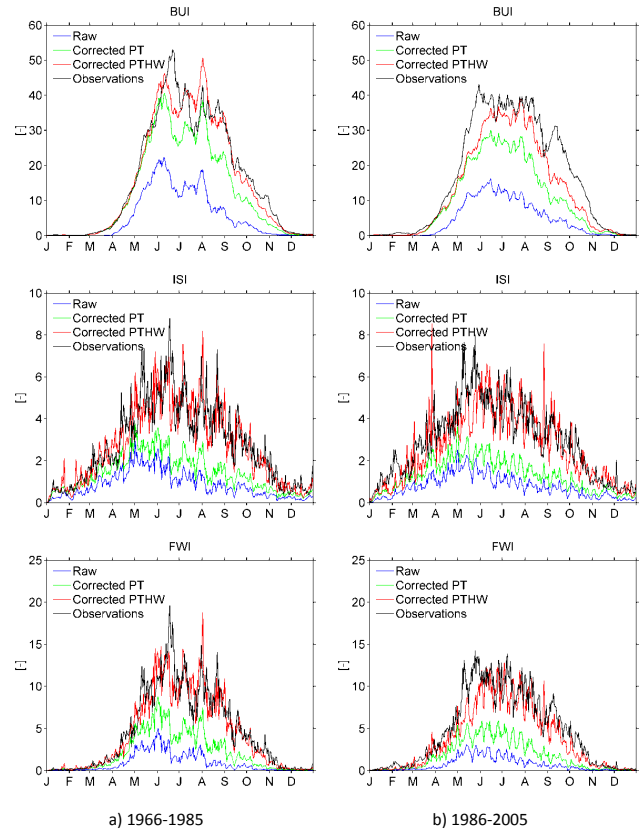 BUI
60
50
40
30
20
10
0
[-]
Raw
Corrected PT
Corrected PTHW
Observations
J F M A M J J A S O N D
BUI
60
50
40
30
20
10
0
[-]
Raw
Corrected PT
Corrected PTHW
Observations
J F M A M J J A S O N D
ISI
10
8
6
4
2
0
[-]
Raw
Corrected PT
Corrected PTHW
Observations
J F M A M J J A S O N D
ISI
10
8
6
4
2
0
[-]
Raw
Corrected PT
Corrected PTHW
Observations
J F M A M J J A S O N D
FWI
25
20
15
10
5
0
[-]
Raw
Corrected PT
Corrected PTHW
Observations
J F M A M J J A S O N D
FWI
25
20
15
10
5
0
[-]
Raw
Corrected PT
Corrected PTHW
Observations
J F M A M J J A S O N D
a) 1966-1985
b) 1986-2005